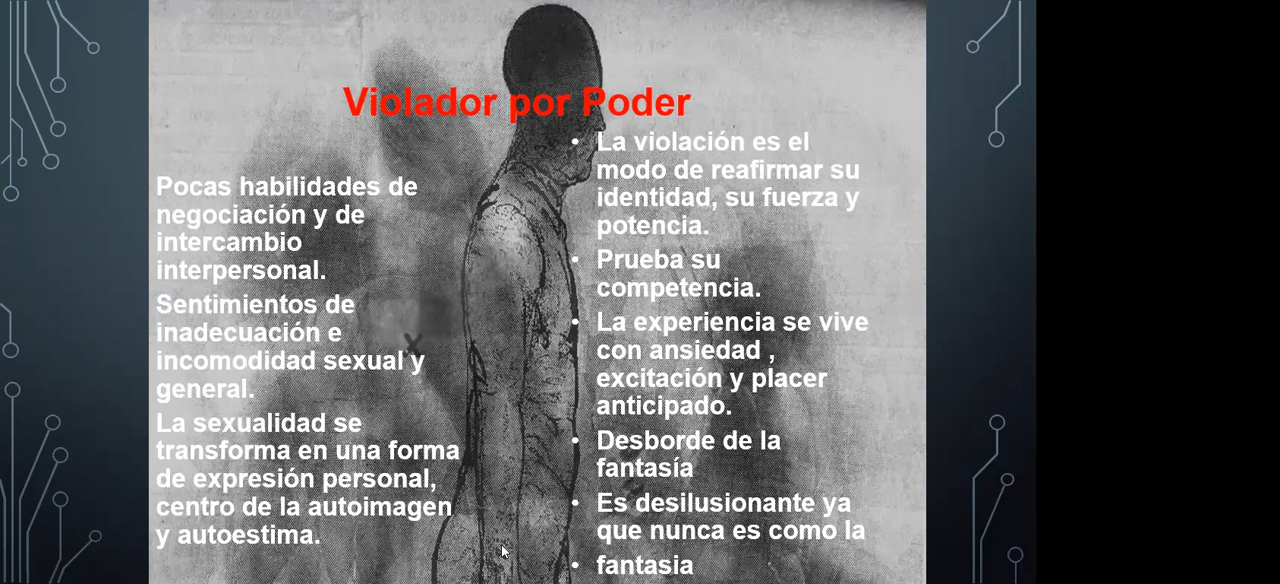 Violador por Poder
Pocas habilidades de
negociación y de
intercambio
interpersonal.
Sentimientos de
inadecuación e
incomodidad sexual y
general.
La sexualidad se
transforma en una forma
de expresión personal,
centro de la autoimagen
y autoestima.
• La violación es el
modo de reafirmar su
identidad, su fuerza y
potencia.
• Prueba su
competencia.
• La experiencia se vive
con ansiedad ,
excitación y placer
anticipado.
• Desborde de la
fantasía
• Es desilusionante ya
que nunca es como la
• fantasia